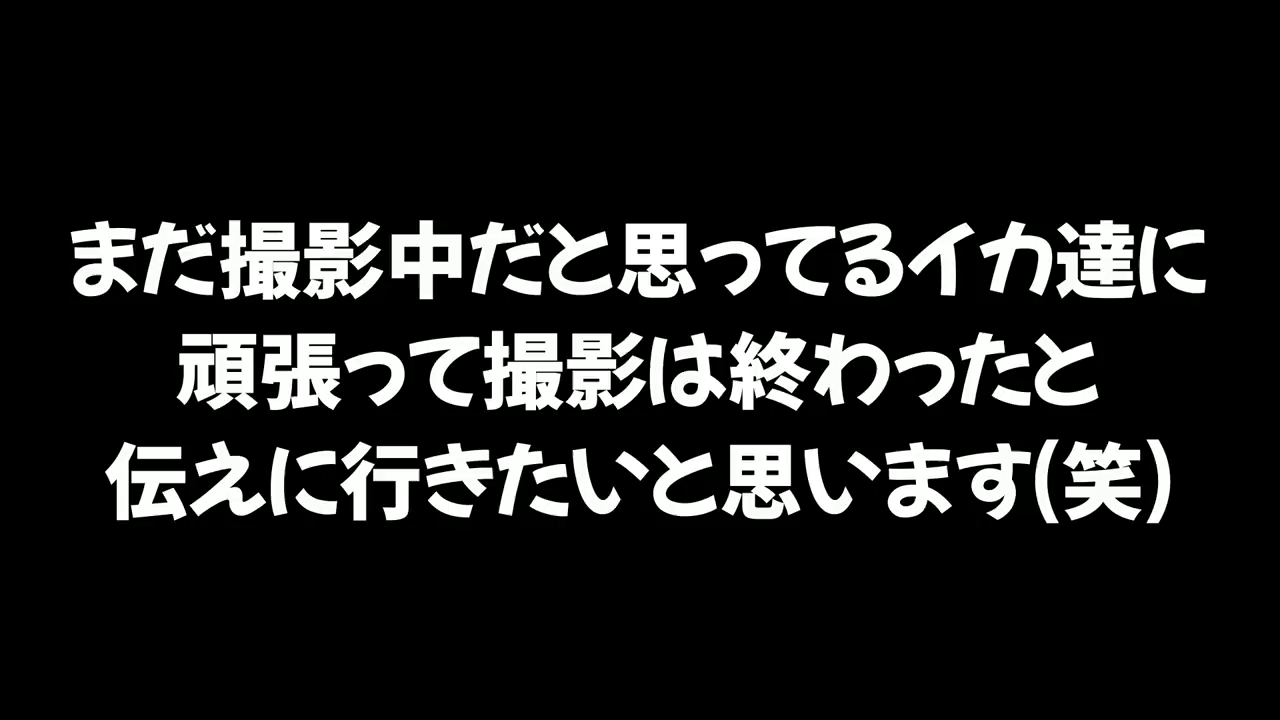 まだ撮影中だと思ってるイカ達に
頑張って撮影は終わったと
伝えに行きたいと思います(笑)